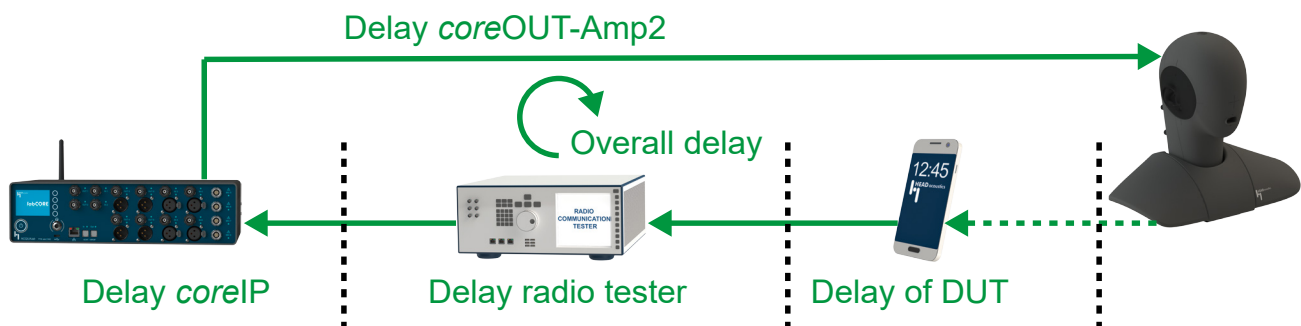 Delay coreOUT-Amp2
Overall delay
labCORE
RADIO
COMMUNICATION
TESTER
12:45
HEAD acoustics
Delay coreIP
Delay radio tester
Delay of DUT